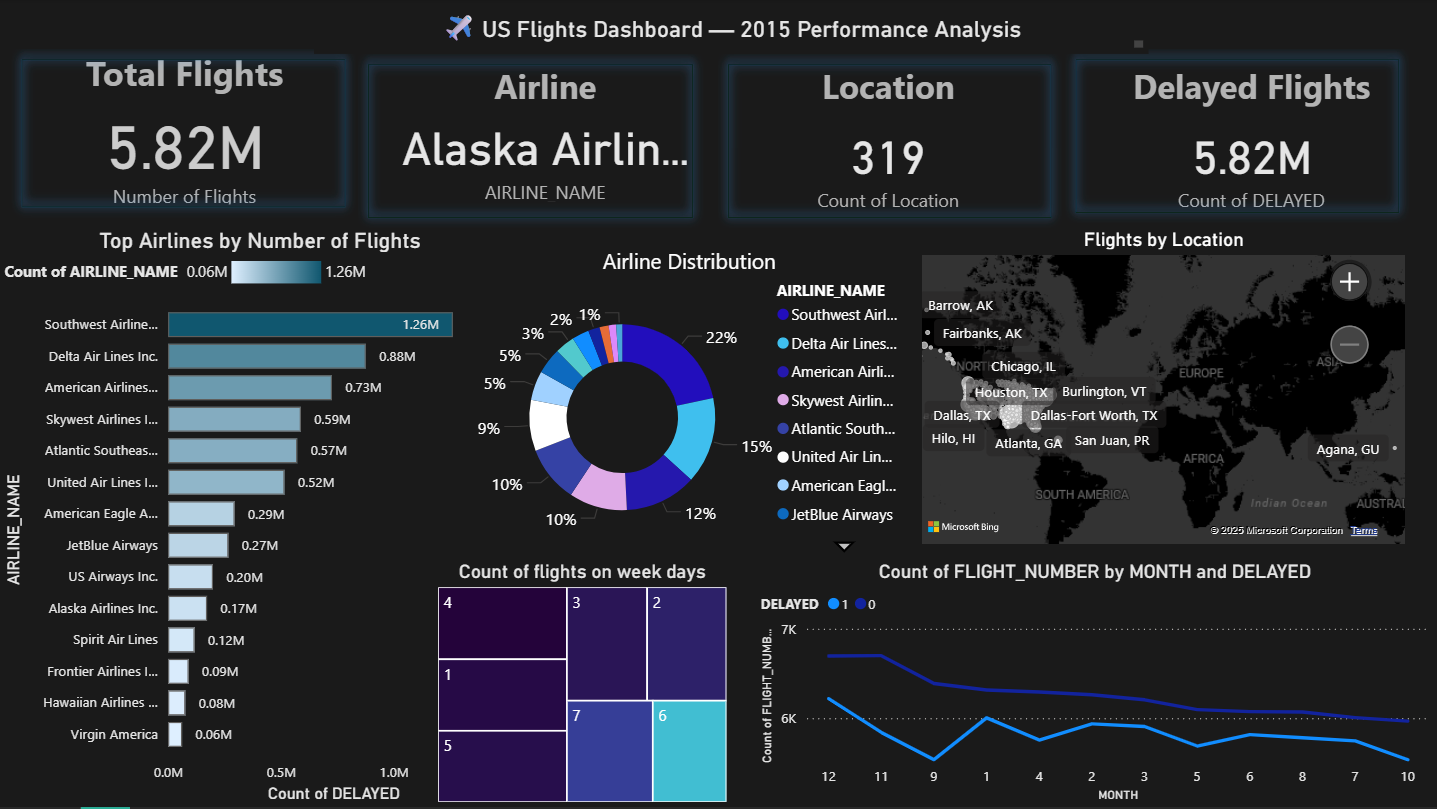 US Flights Dashboard — 2015 Performance Analysis
Total Flights
5.82M
Number of Flights
Airline
Alaska Airlin...
AIRLINE_NAME
Location
319
Count of Location
Delayed Flights
5.82M
Count of DELAYED
Top Airlines by Number of Flights
Count of AIRLINE_NAME 0.06M 1.26M
AIRLINE_NAME
Southwest Airline... 1.26M
Delta Air Lines Inc. 0.88M
American Airlines... 0.73M
Skywest Airlines I... 0.59M
Atlantic Southeas... 0.57M
United Air Lines I... 0.52M
American Eagle A... 0.29M
JetBlue Airways 0.27M
US Airways Inc. 0.20M
Alaska Airlines Inc. 0.17M
Spirit Air Lines 0.12M
Frontier Airlines I... 0.09M
Hawaiian Airlines ... 0.08M
Virgin America 0.06M
0.0M 0.5M 1.0M
Count of DELAYED
Airline Distribution
22%
15%
12%
10%
10%
9%
5%
5%
3%
2%
1%
AIRLINE_NAME
Southwest Airl...
Delta Air Lines...
American Airli...
Skywest Airlin...
Atlantic South...
United Air Lin...
American Eagl...
JetBlue Airways
Flights by Location
Barrow, AK
Fairbanks, AK
Chicago, IL
Houston, TX
Burlington, VT
Dallas, TX
Dallas-Fort Worth, TX
Hilo, HI
Atlanta, GA
San Juan, PR
Agana, GU
NORTH
EUROPE
ASIA
AFRICA
SOUTH AMERICA
Indian Ocean
AUSTRAL
Microsoft Bing
© 2025 Microsoft Corporation Terms
Count of flights on week days
4
1
5
3
2
7
6
Count of FLIGHT_NUMBER by MONTH and DELAYED
DELAYED 1 0
Count of FLIGHT_NUMB...
7K
6K
12 11 9 1 4 2 3 5 6 8 7 10
MONTH